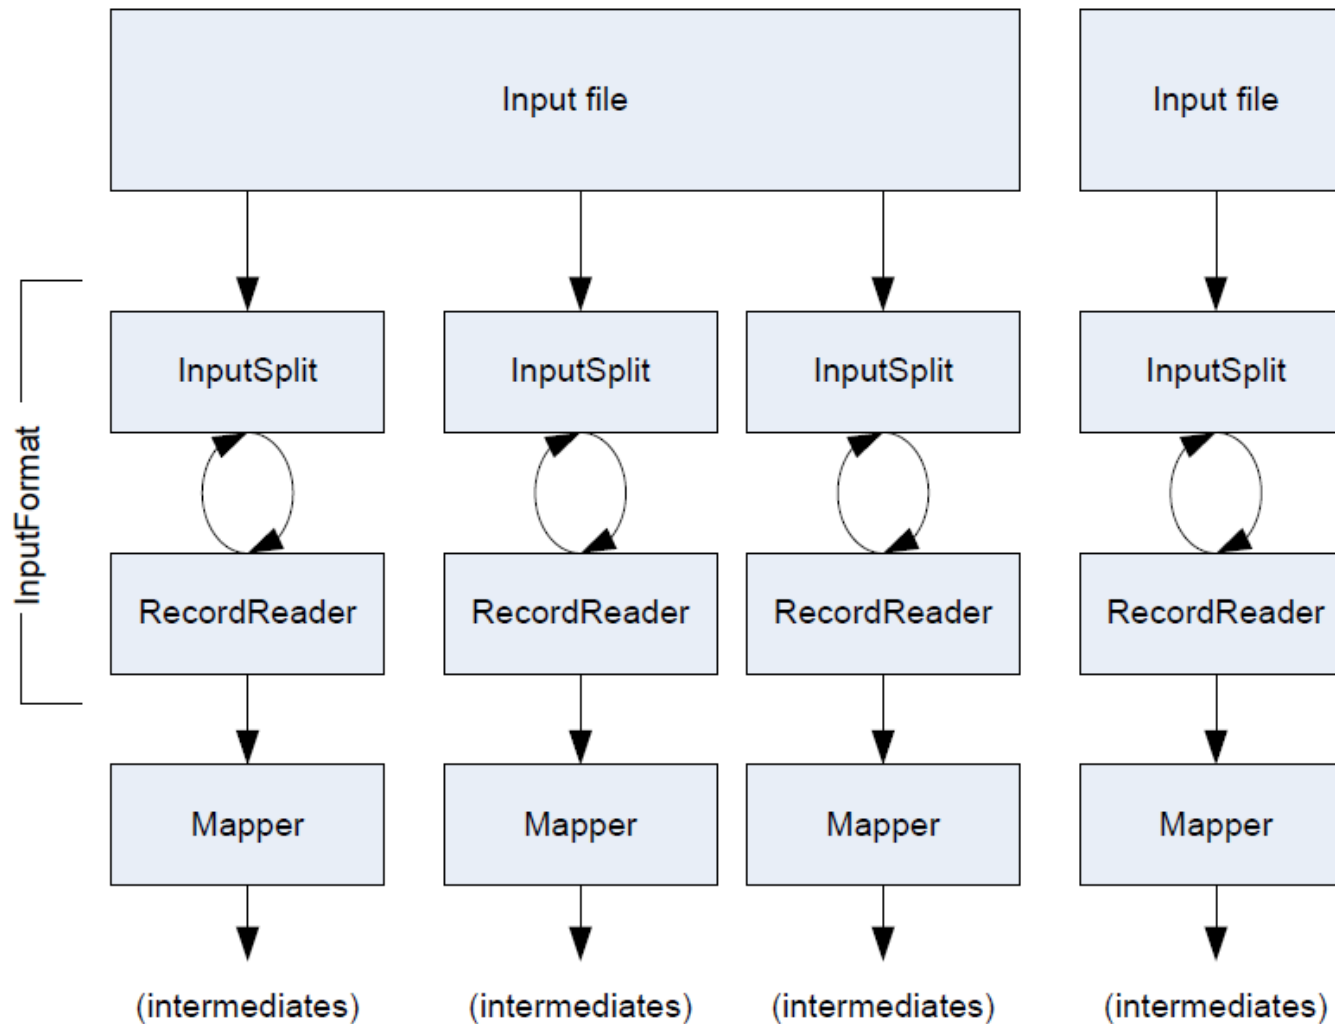 Input file
Input file
InputFormat
InputSplit
InputSplit
InputSplit
InputSplit
RecordReader
RecordReader
RecordReader
RecordReader
Mapper
Mapper
Mapper
Mapper
(intermediates)
(intermediates)
(intermediates)
(intermediates)